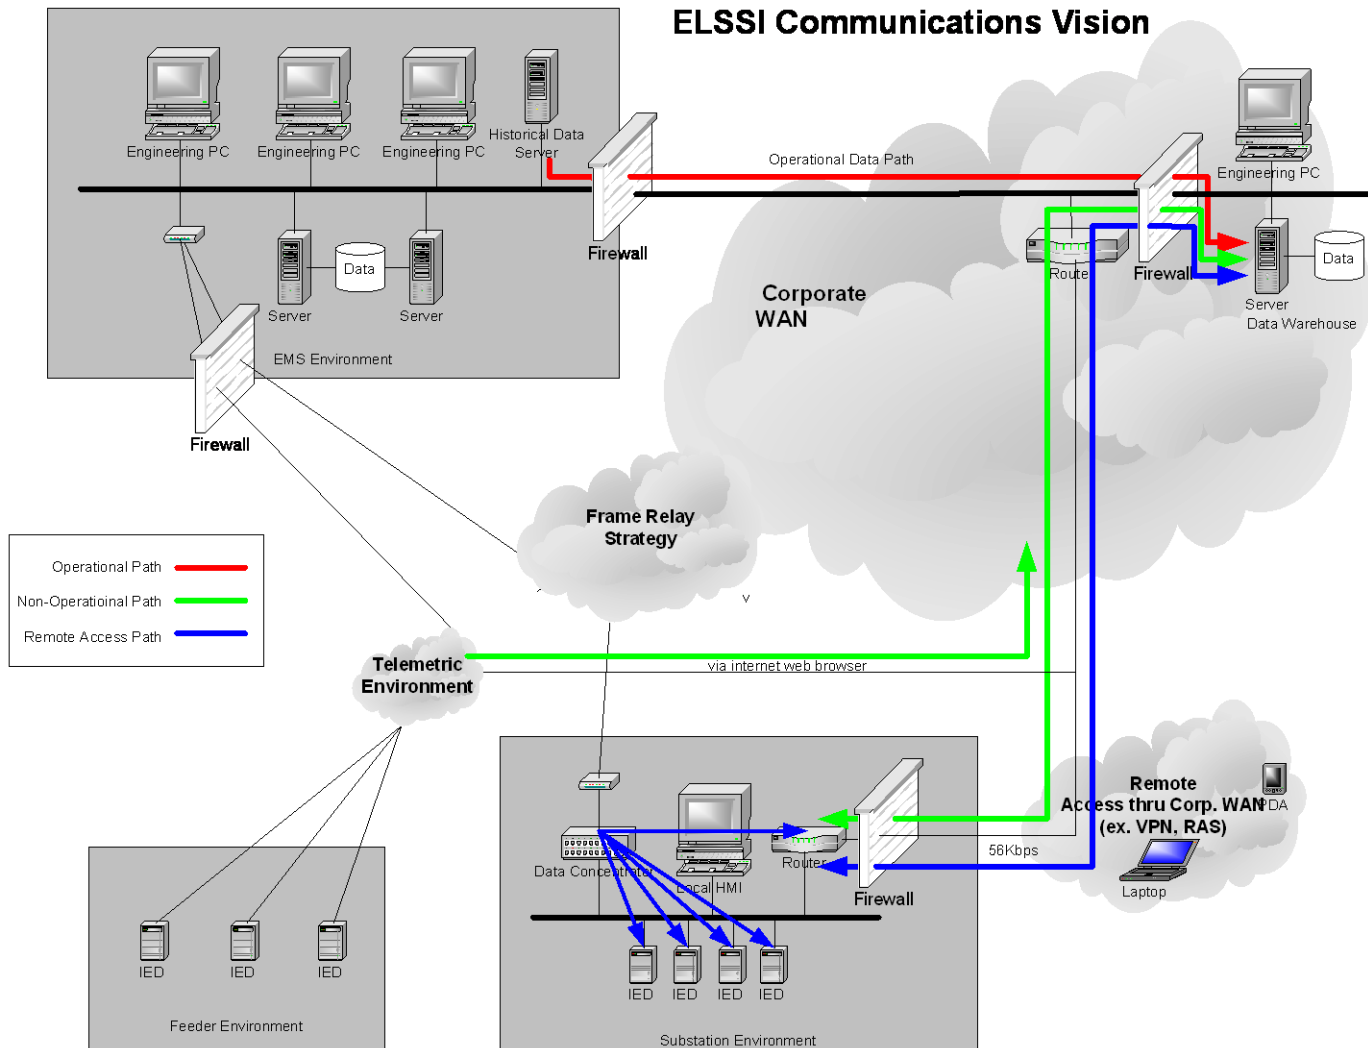 ELSSI Communications Vision
Engineering PC
Engineering PC
Engineering PC
Historical Data
Server
Operational Data Path
Engineering PC
Firewall
Router
Firewall
Data
Server
Server
Data
Server
Data Warehouse
Corporate
WAN
EMS Environment
Firewall
Frame Relay
Strategy
Operational Path
Non-Operatioinal Path
Remote Access Path
v
Telemetric
Environment
via internet web browser
Remote
Access thru Corp. WAN
(ex. VPN, RAS)
PDA
Laptop
56Kbps
Data Concentrator
Local HMI
Router
Firewall
IED
IED
IED
IED
IED
IED
IED
Feeder Environment
Substation Environment